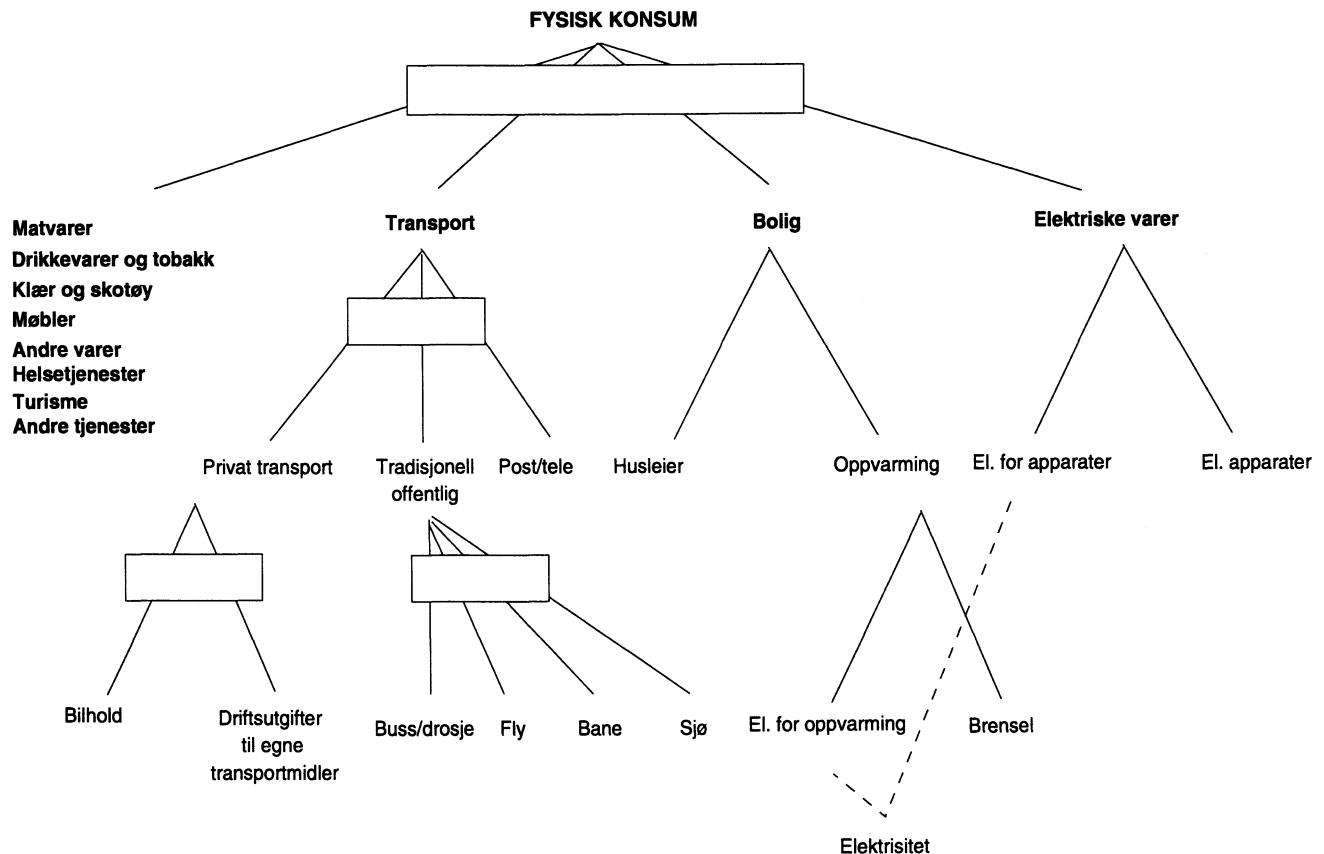 FYSISK KONSUM
Matvarer
Drikkevarer og tobakk
Klær og skotøy
Møbler
Andre varer
Helsetjenester
Turisme
Andre tjenester
Transport
Bolig
Elektriske varer
Privat transport
Tradisjonell
offentlig
Post/tele
Husleier
Oppvarming
El. for apparater
El. apparater
Bilhold
Driftsutgifter
til egne
transportmidler
Buss/drosje
Fly
Bane
Sjø
El. for oppvarming
Brensel
Elektrisitet